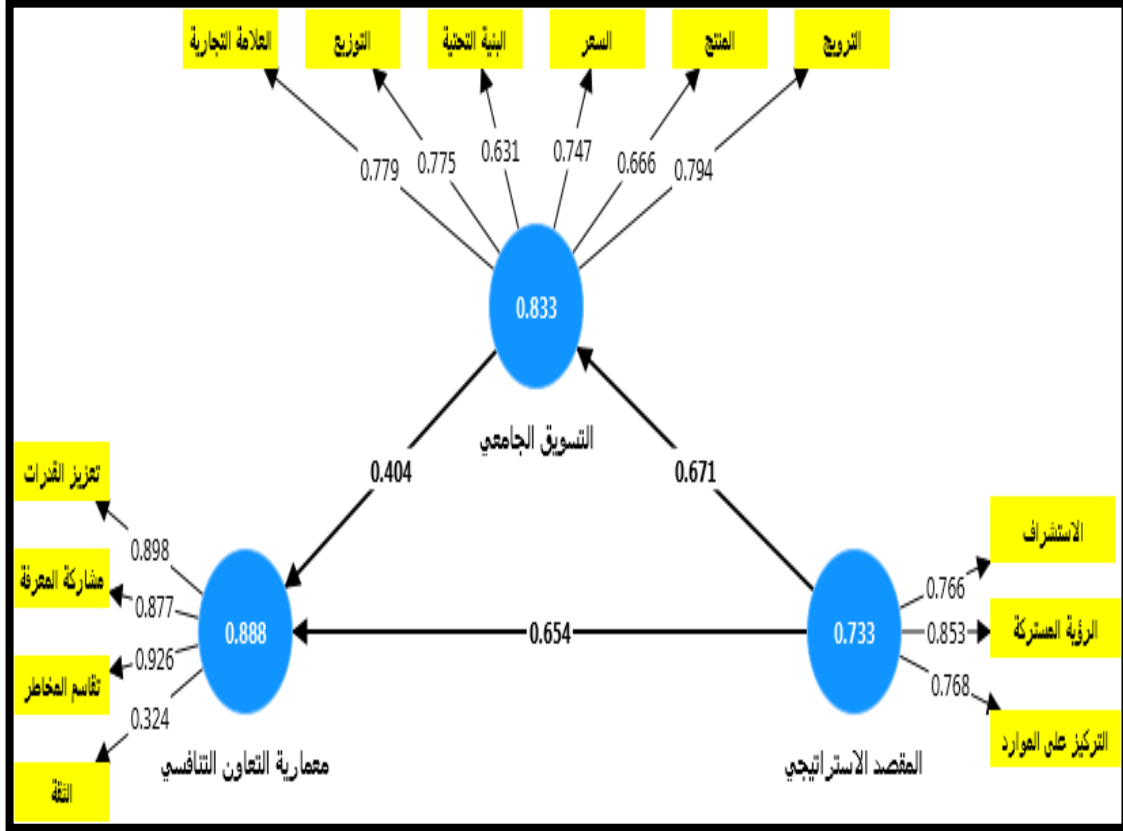 الترويج
المنتج
السعر
البنية التحتية
التوزيع
العلامة التجارية
0.794
0.666
0.747
0.631
0.775
0.779
0.833
التسويق الجامعي
0.671
0.404
الاستشراف
0.766
الرؤية المستركة
0.853
التركيز على الموارد
0.768
0.733
المقصد الاستراتيجي
0.654
0.888
معمارية التعاون التنافسي
تعزيز القدرات
0.898
مشاركة المعرفة
0.877
تقاسم المخاطر
0.926
الثقة
0.324